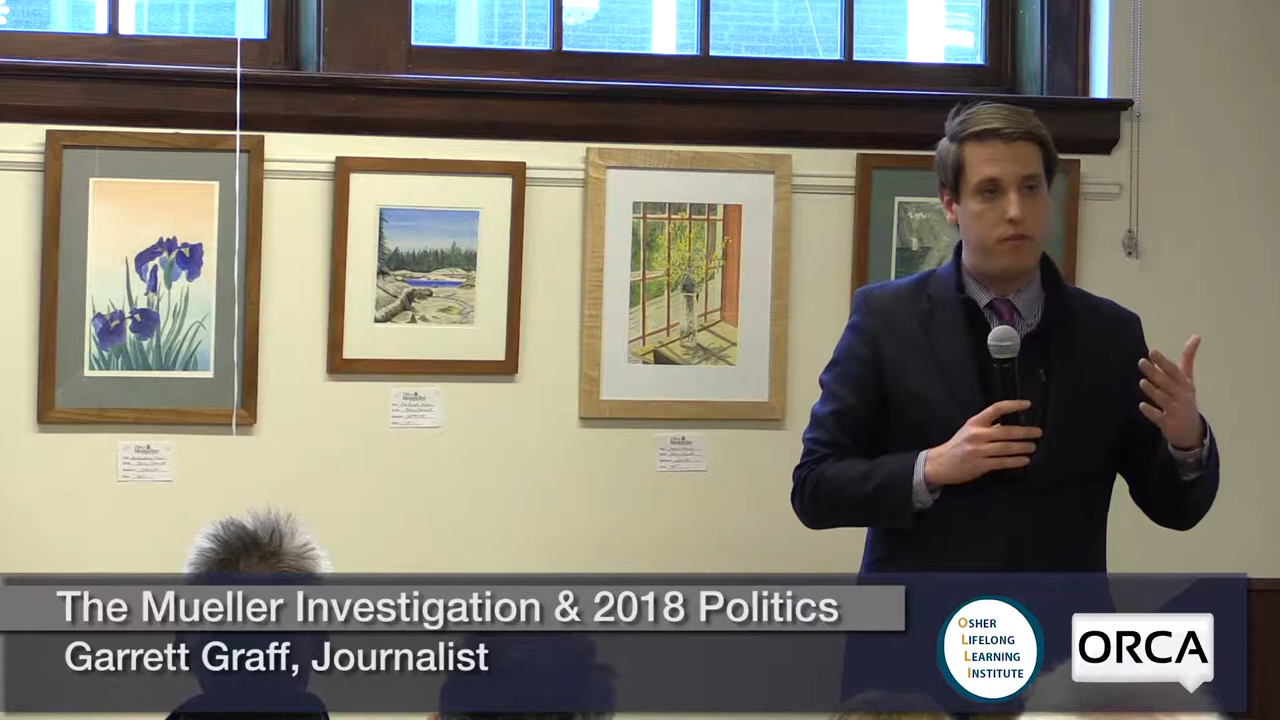 The Mueller Investigation & 2018 Politics
Garrett Graff, Journalist
OSHER
LIFELONG
LEARNING
INSTITUTE
ORCA